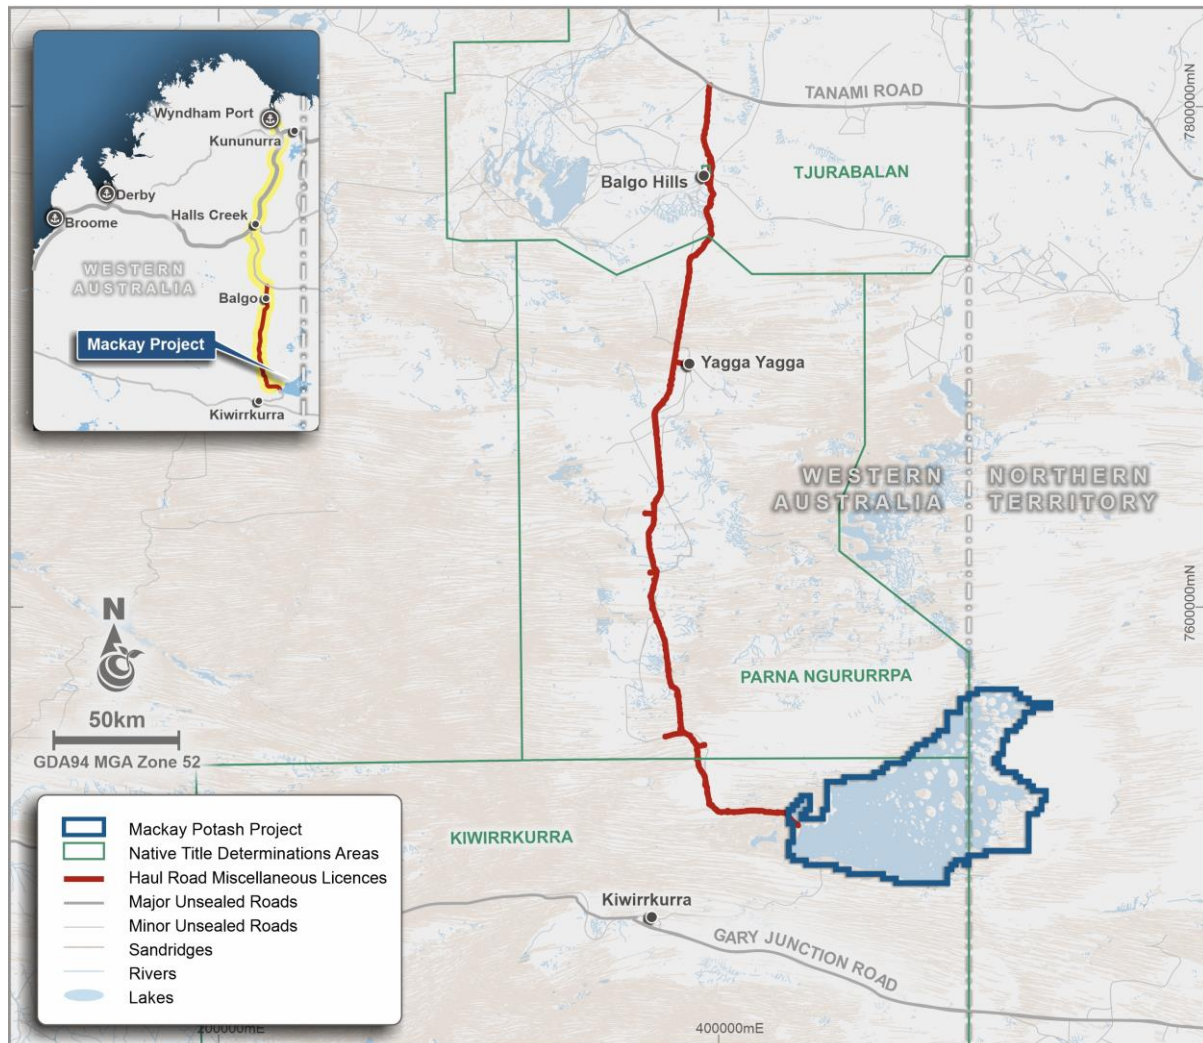 Wyndham Port
Kununurra
Derby
Halls Creek
Broome
WESTERN
AUSTRALIA
Balgo
Mackay Project
Kiwirrkurra
TANAMI ROAD
7800000mN
Balgo Hills
TJURABALAN
Yagga Yagga
WESTERN
AUSTRALIA
NORTHERN
TERRITORY
7600000mN
N
50km
GDA94 MGA Zone 52
PARNA NGURURRPA
KIWIRRKURRA
Kiwirrkurra
GARY JUNCTION ROAD
Mackay Potash Project
Native Title Determinations Areas
Haul Road Miscellaneous Licences
Major Unsealed Roads
Minor Unsealed Roads
Sandridges
Rivers
Lakes
200000mE
400000mE